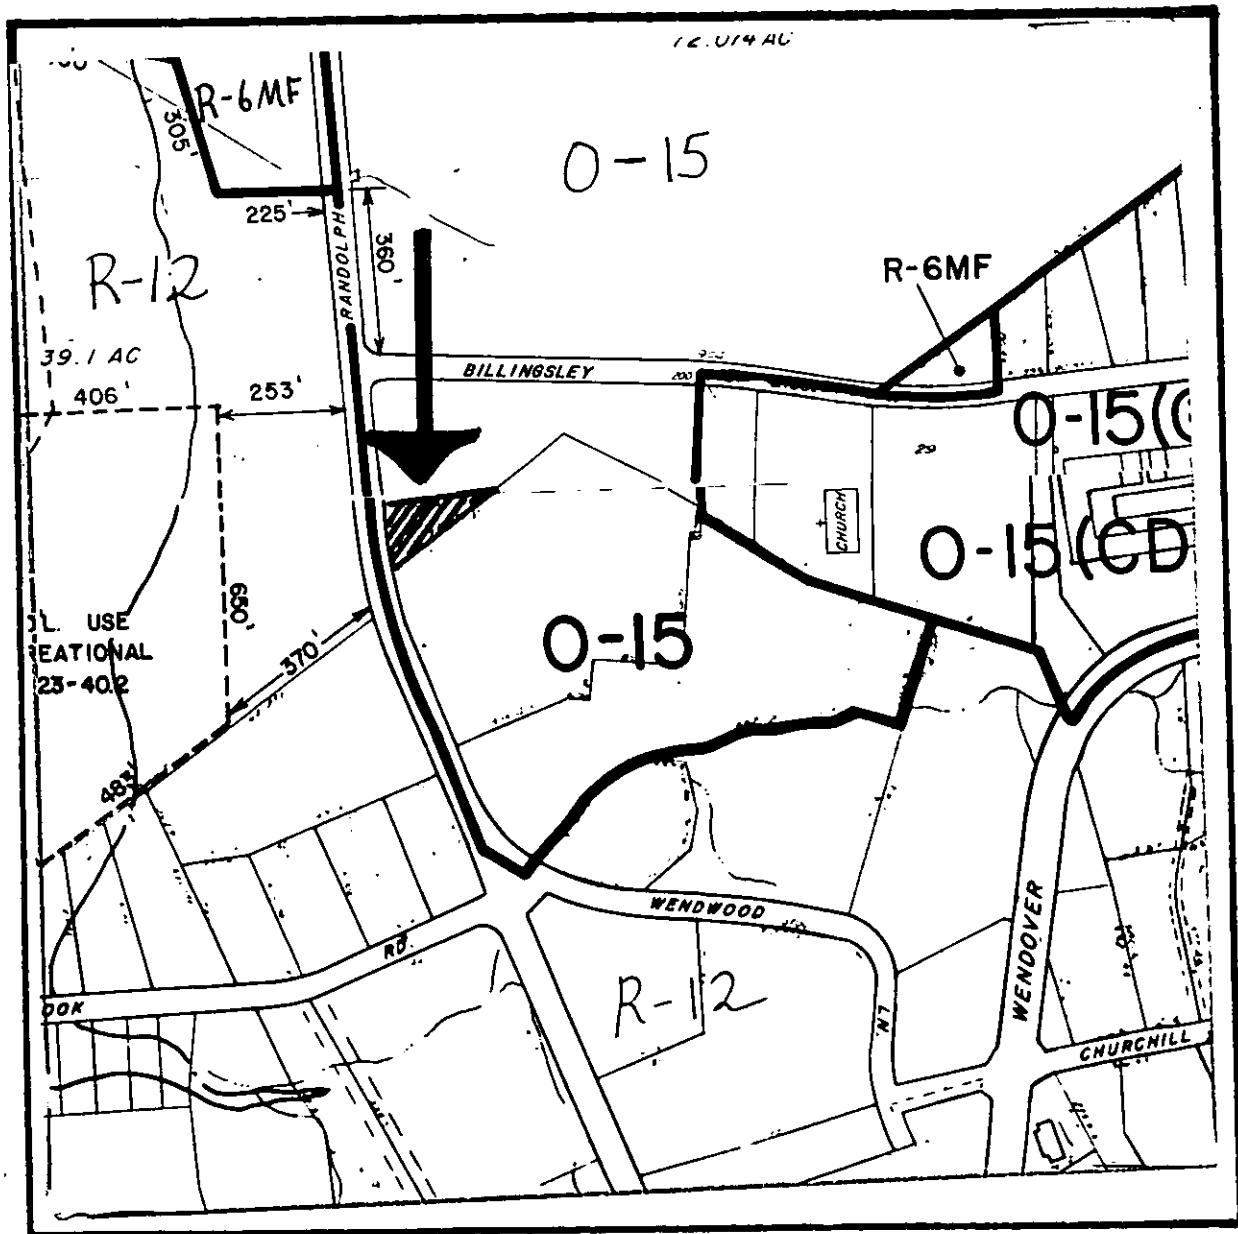 12.014 AC
R-6MF
305'
O-15
225'
RANDOLPH
360'
R-12
R-6MF
39.1 AC
406'
253'
BILLINGSLEY
200
O-15(C
29
CHURCH
O-15(CD
650'
L. USE
EATIONAL
23-40.2
370'
O-15
483'
WENDWOOD
RD.
WENDOVER
R-12
OOK
LN
CHURCHILL